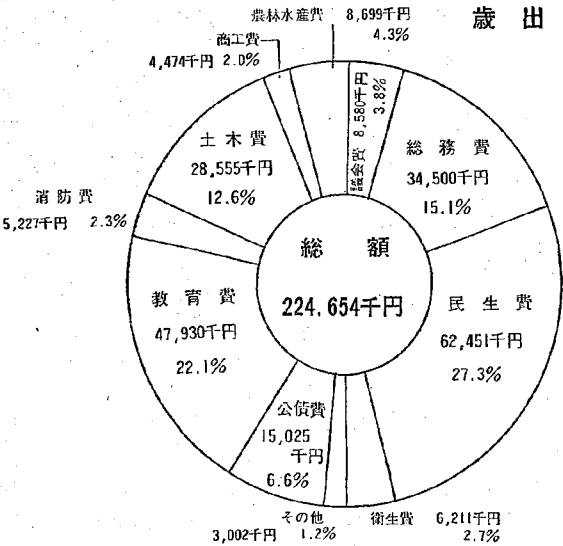 歳出
農林水産費 8,699千円
4.3%
商工費
4,474千円 2.0%
議会費 8,580千円
3.8%
総務費
34,500千円
15.1%
土木費
28,555千円
12.6%
消防費
5,227千円 2.3%
総額
224.654千円
教育費
47,930千円
22.1%
民生費
62,451千円
27.3%
公債費
15,025
千円
6.6%
その他
3,002千円 1.2%
衛生費 6,211千円
2.7%